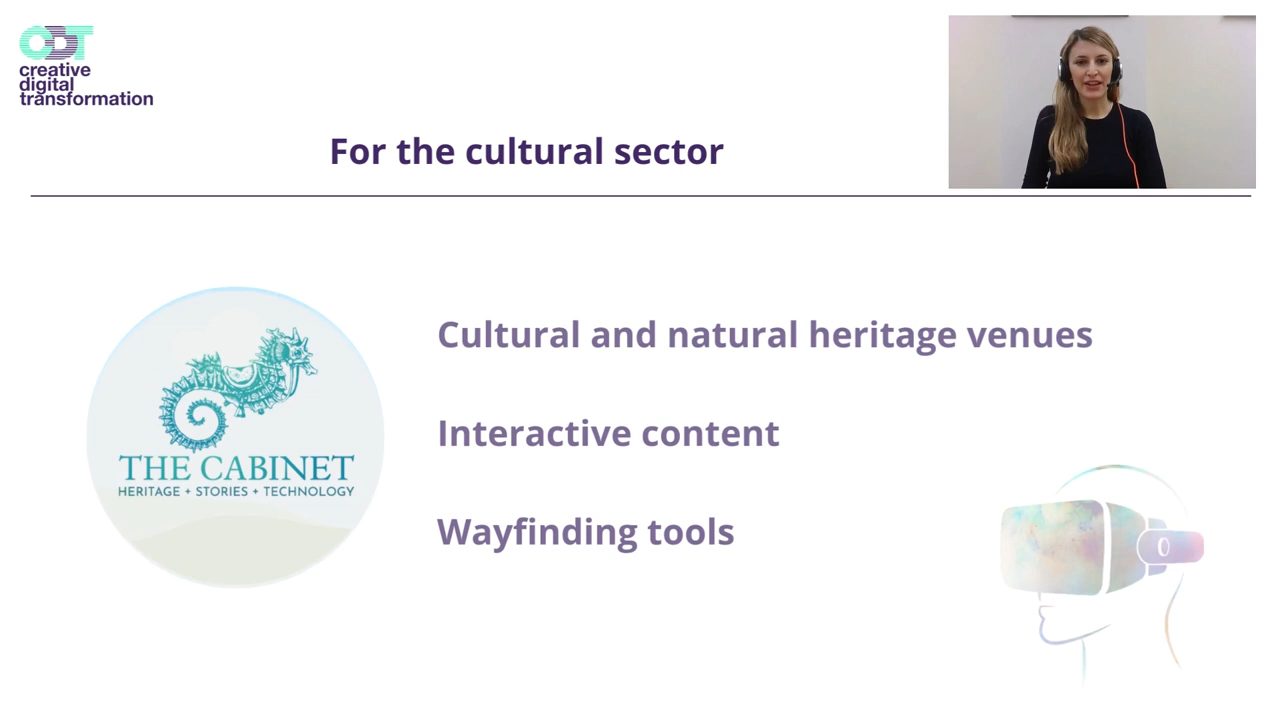 CDT
creative
digital
transformation
For the cultural sector
Cultural and natural heritage venues
Interactive content
Wayfinding tools
THE CABINET
HERITAGE + STORIES + TECHNOLOGY